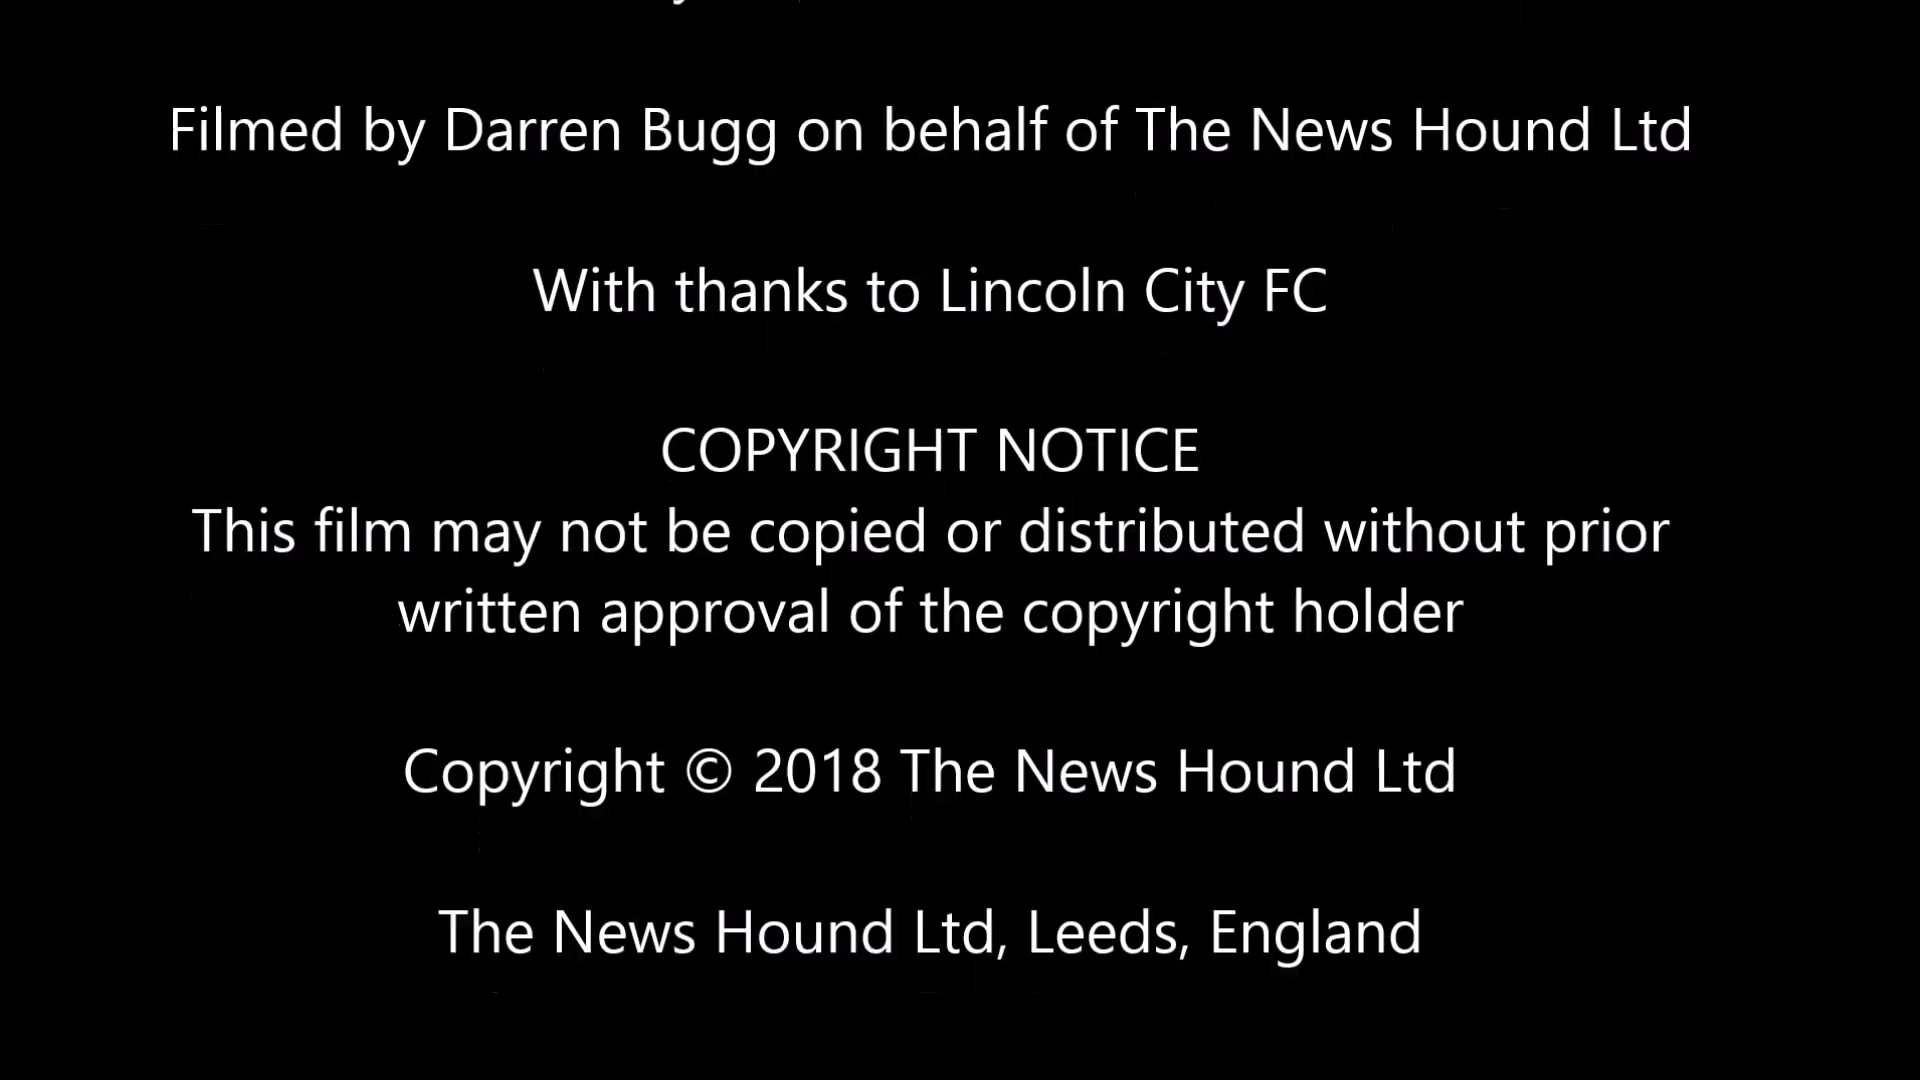 Filmed by Darren Bugg on behalf of The News Hound Ltd
With thanks to Lincoln City FC
COPYRIGHT NOTICE
This film may not be copied or distributed without prior
written approval of the copyright holder
Copyright © 2018 The News Hound Ltd
The News Hound Ltd, Leeds, England